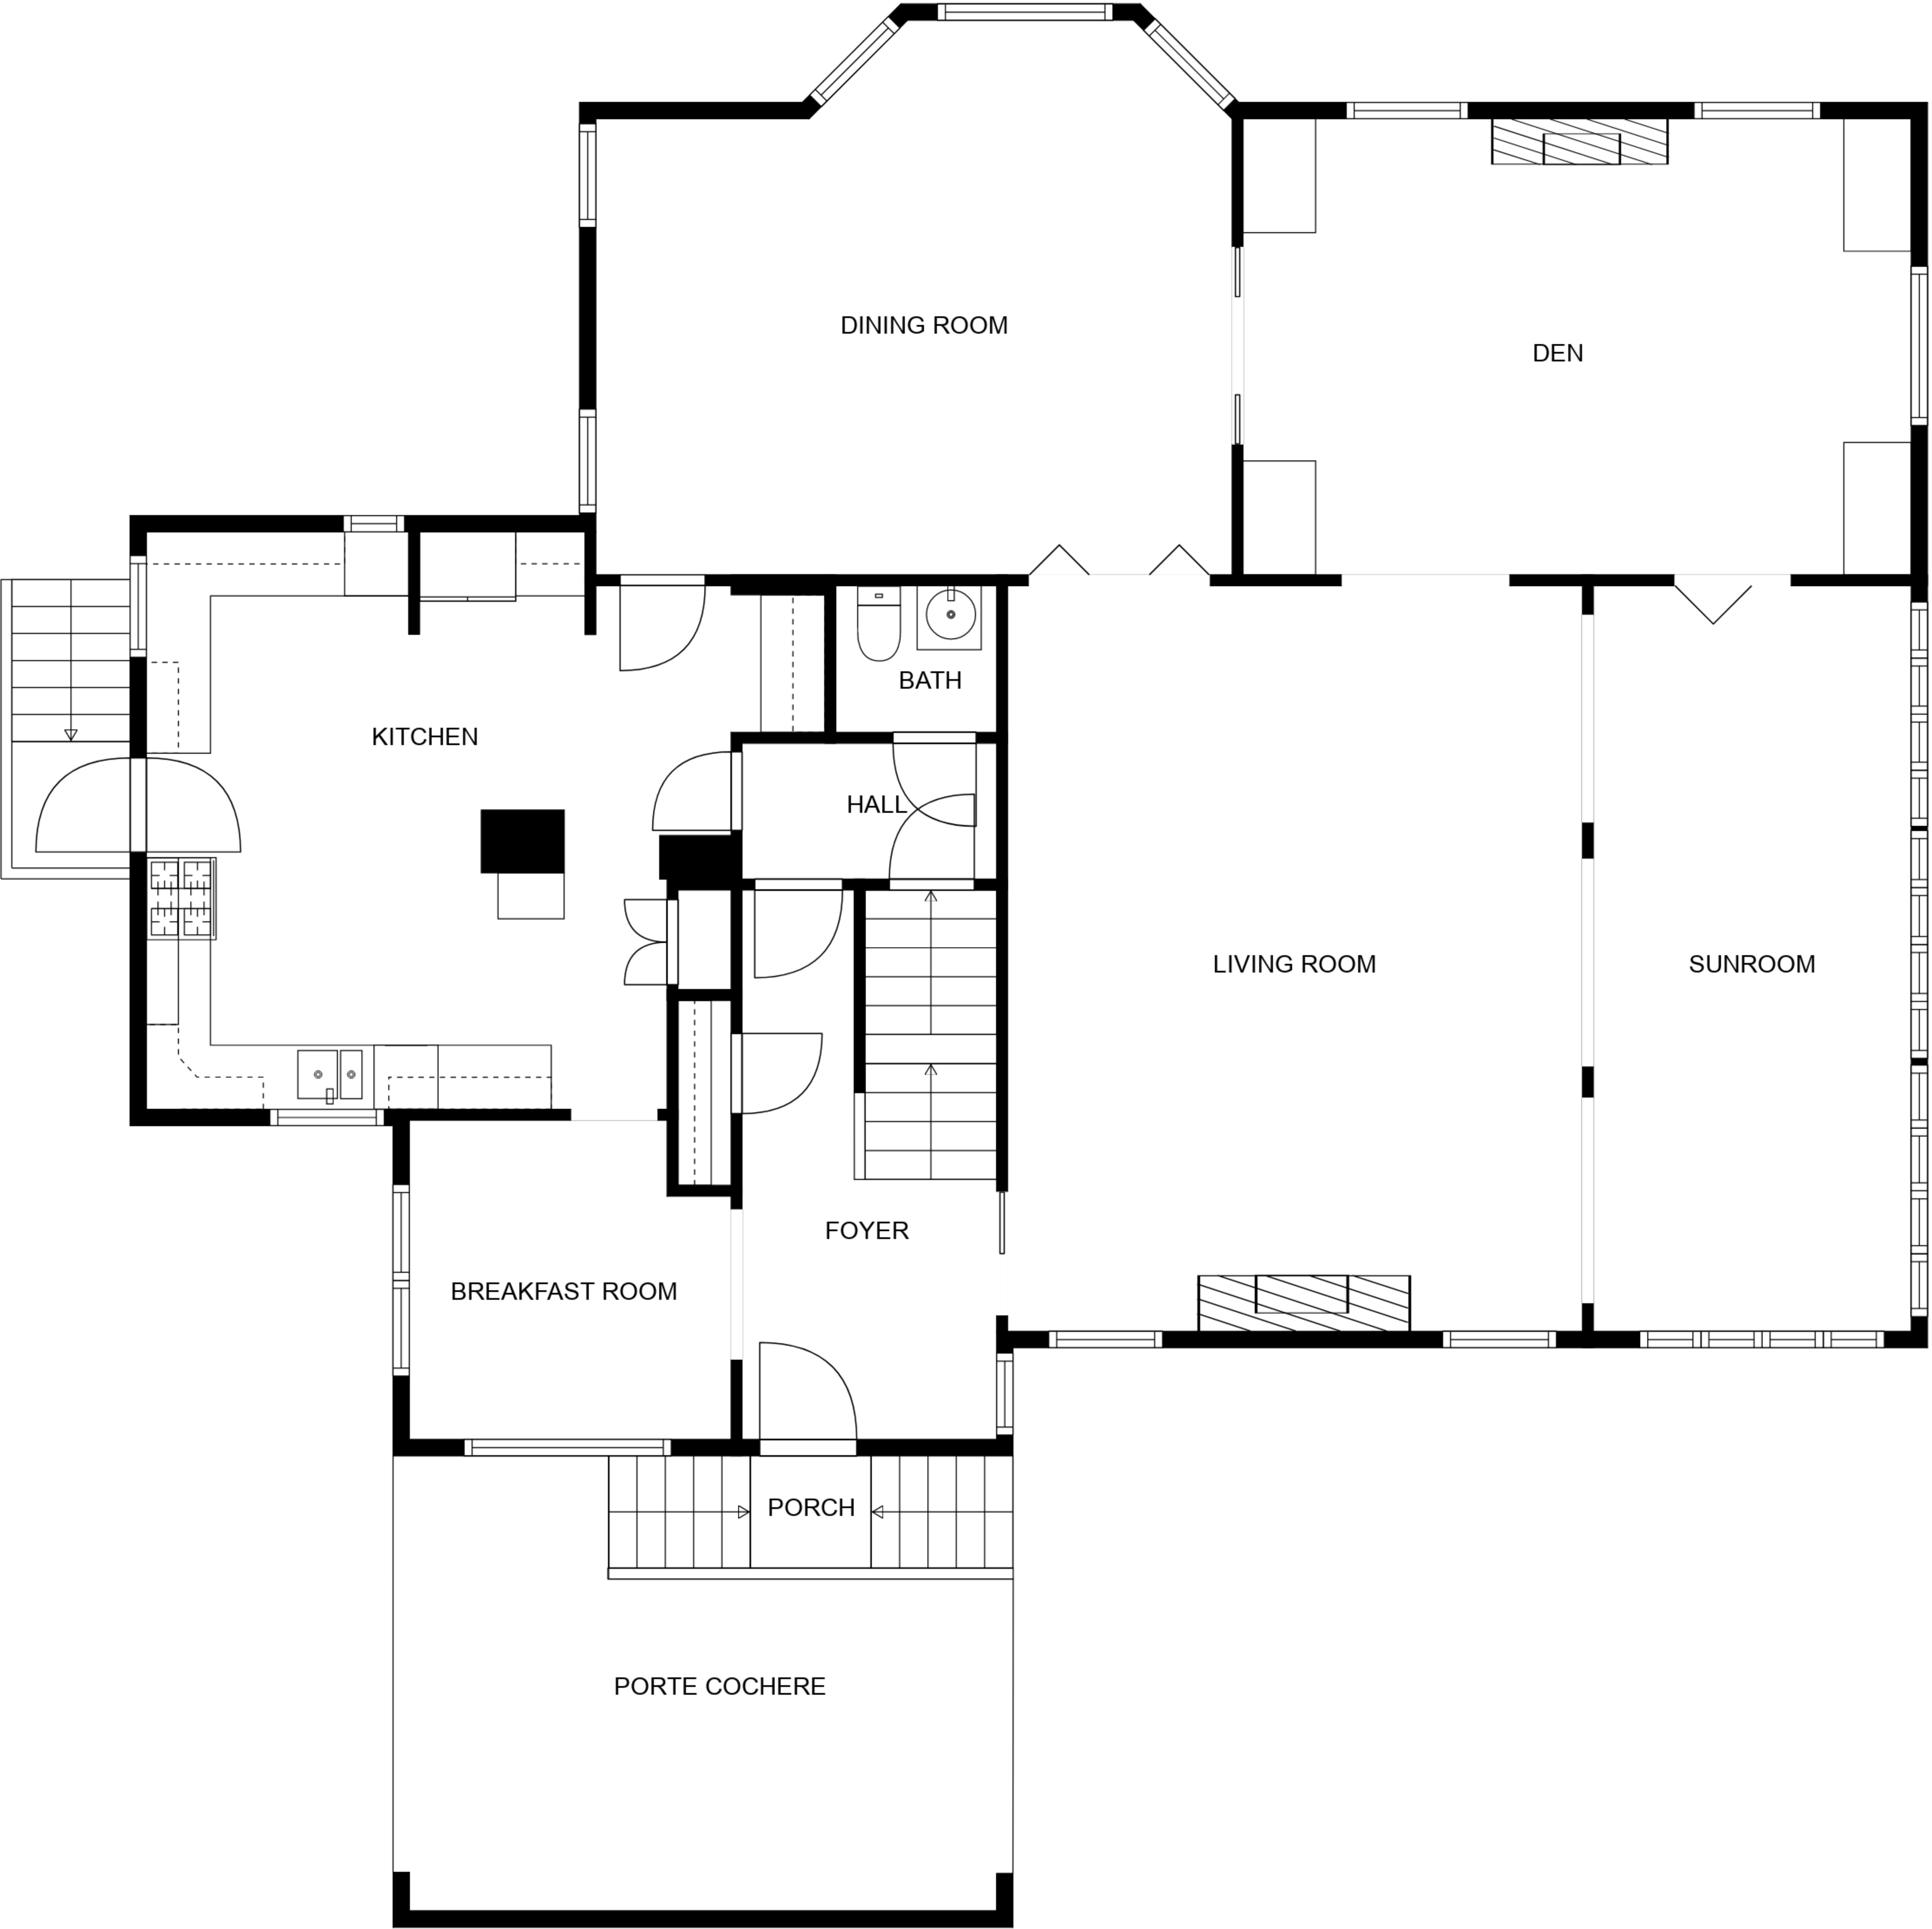 DINING ROOM
DEN
BATH
KITCHEN
HALL
LIVING ROOM
SUNROOM
FOYER
BREAKFAST ROOM
PORCH
PORTE COCHERE